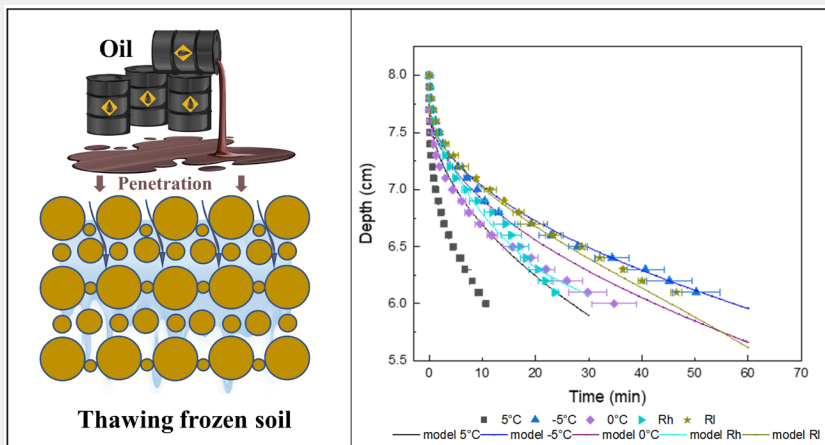 Oil
Penetration
Thawing frozen soil
Depth (cm)
8.0
7.5
7.0
6.5
6.0
5.5
0 10 20 30 40 50 60 70
Time (min)
5°C -5°C 0°C Rh Rl
model 5°C model -5°C model 0°C model Rh model Rl